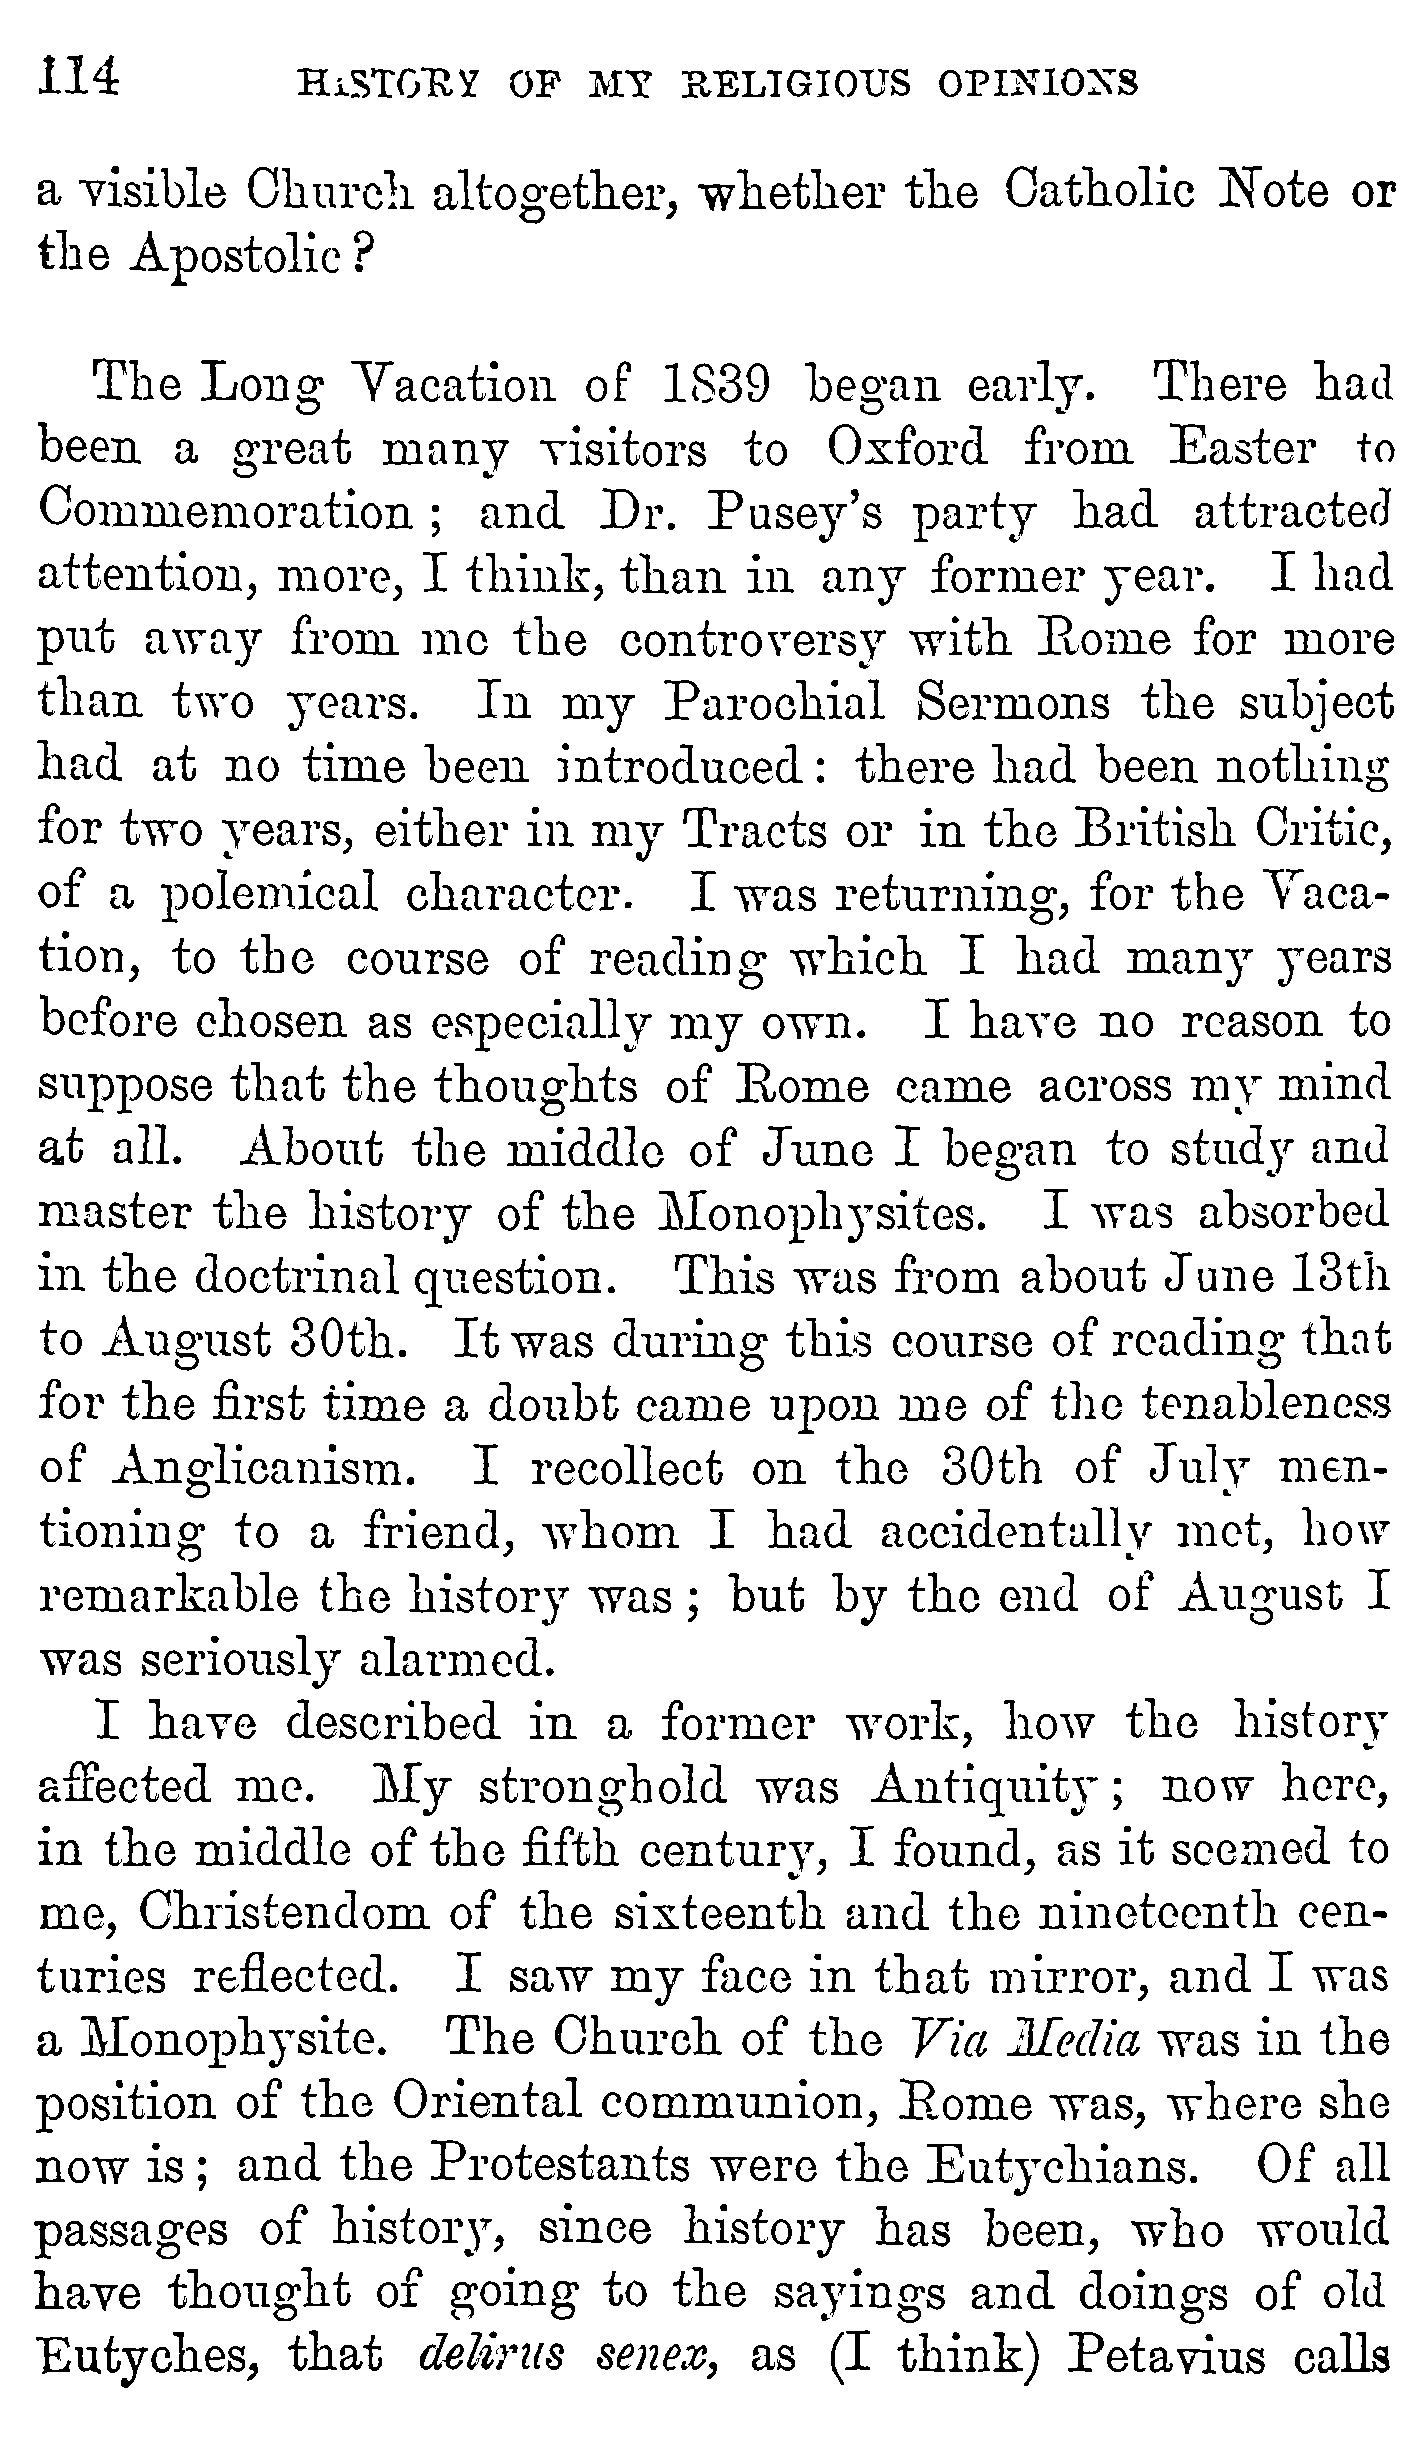 114 HISTORY OF MY RELIGIOUS OPINIONS
a visible Church altogether, whether the Catholic Note or
the Apostolic?
The Long Vacation of 1839 began early. There had
been a great many visitors to Oxford from Easter to
Commemoration; and Dr. Pusey's party had attracted
attention, more, I think, than in any former year. I had
put away from me the controversy with Rome for more
than two years. In my Parochial Sermons the subject
had at no time been introduced: there had been nothing
for two years, either in my Tracts or in the British Critic,
of a polemical character. I was returning, for the Vaca-
tion, to the course of reading which I had many years
before chosen as especially my own. I have no reason to
suppose that the thoughts of Rome came across my mind
at all. About the middle of June I began to study and
master the history of the Monophysites. I was absorbed
in the doctrinal question. This was from about June 13th
to August 30th. It was during this course of reading that
for the first time a doubt came upon me of the tenableness
of Anglicanism. I recollect on the 30th of July men-
tioning to a friend, whom I had accidentally met, how
remarkable the history was; but by the end of August I
was seriously alarmed.
I have described in a former work, how the history
affected me. My stronghold was Antiquity; now here,
in the middle of the fifth century, I found, as it seemed to
me, Christendom of the sixteenth and the nineteenth cen-
turies reflected. I saw my face in that mirror, and I was
a Monophysite. The Church of the Via Media was in the
position of the Oriental communion, Rome was, where she
now is; and the Protestants were the Eutychians. Of all
passages of history, since history has been, who would
have thought of going to the sayings and doings of old
Eutyches, that delirus senex, as (I think) Petavius calls